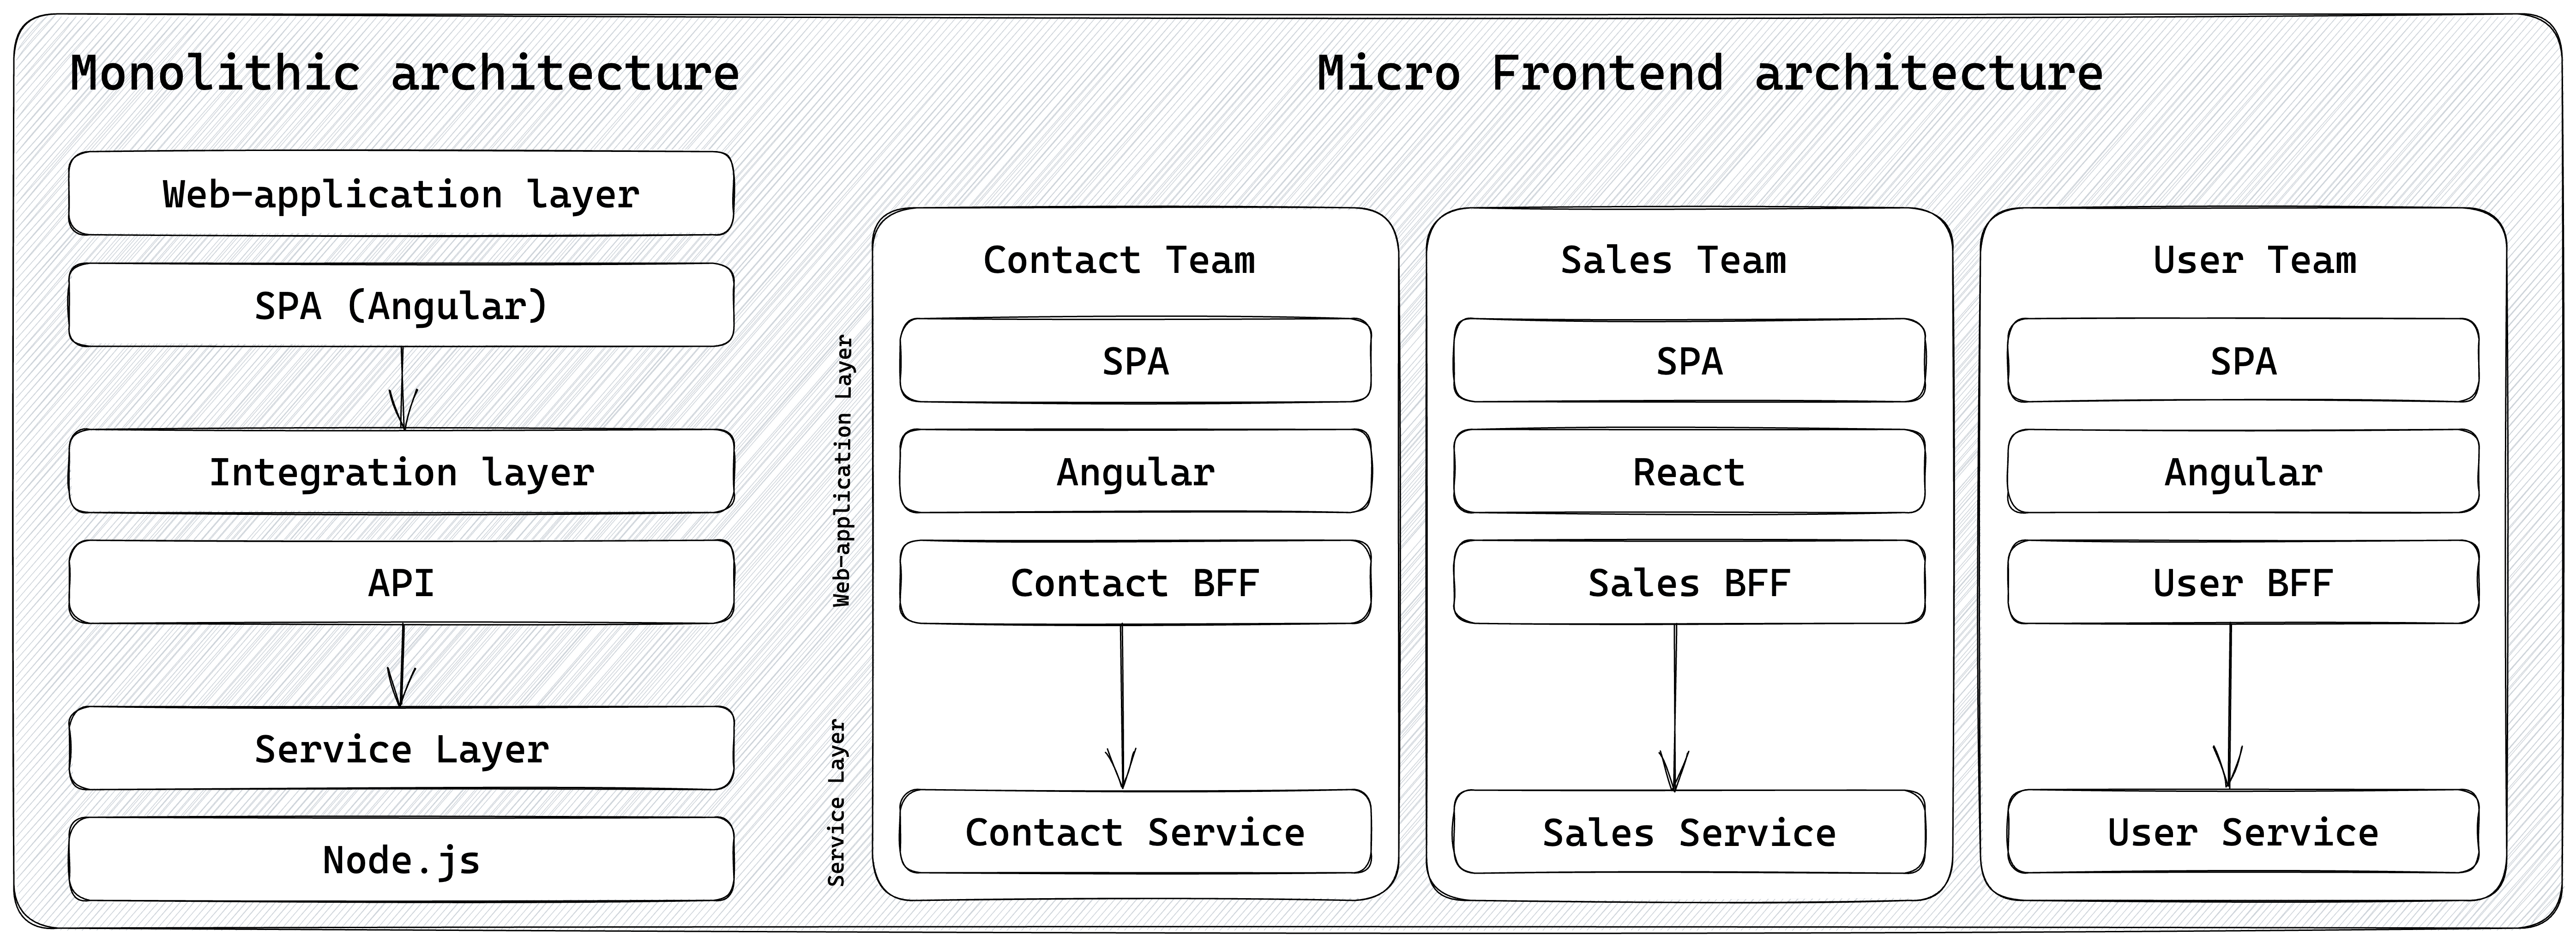 Monolithic architecture
Web-application layer
SPA (Angular)
Integration layer
API
Service Layer
Node.js
Micro Frontend architecture
Web-application Layer
Service Layer
Contact Team
SPA
Angular
Contact BFF
Contact Service
Sales Team
SPA
React
Sales BFF
Sales Service
User Team
SPA
Angular
User BFF
User Service